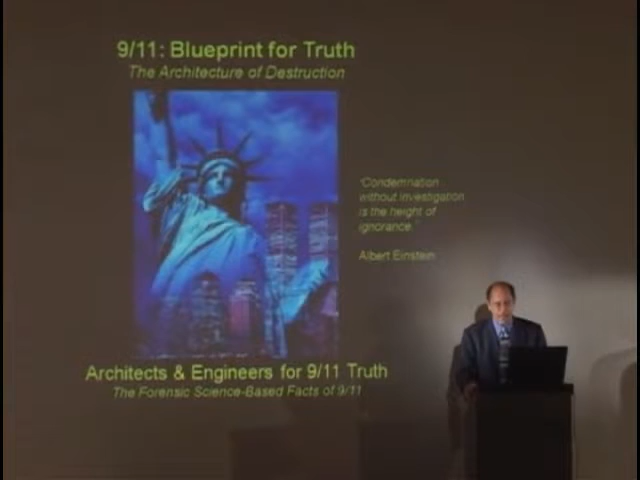 9/11: Blueprint for Truth
The Architecture of Destruction
"Condemnation
without investigation
is the height of
ignorance."
Albert Einstein
Architects & Engineers for 9/11 Truth
The Forensic Science-Based Facts of 9/11